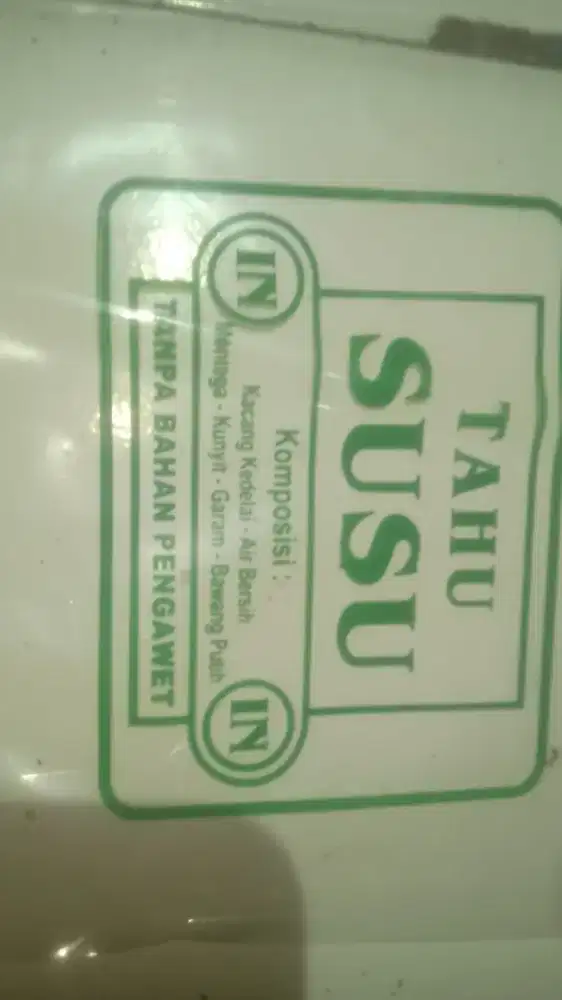 TAHU
SUSU
IN
Komposisi :
Kacang Kedelai - Air Bersih
Mentega - Kunyit - Garam - Bawang Putih
IN
TANPA BAHAN PENGAWET